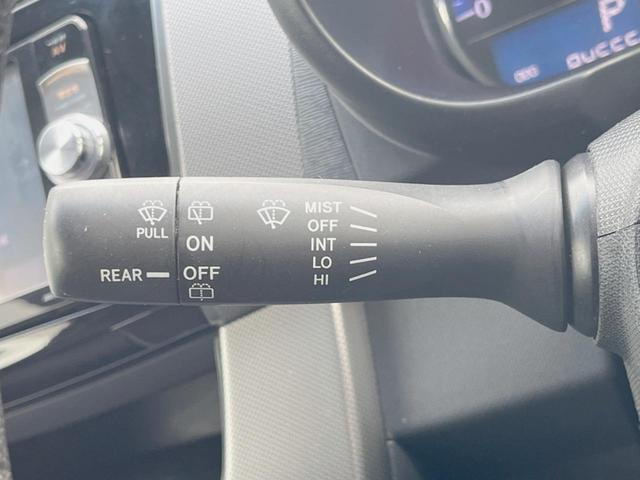 PULL
REAR
ON
OFF
MIST
OFF
INT
LO
HI
P